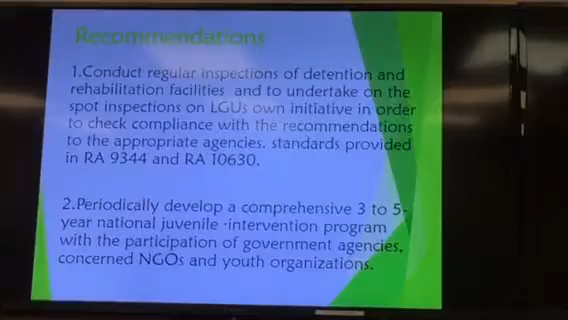 Recommendations
1.Conduct regular inspections of detention and
rehabilitation facilities and to undertake on the
spot inspections on LGUs own initiative in order
to check compliance with the recommendations
to the appropriate agencies. standards provided
in RA 9344 and RA 10630.
2.Periodically develop a comprehensive 3 to 5-
year national juvenile -intervention program
with the participation of government agencies,
concerned NGOs and youth organizations.